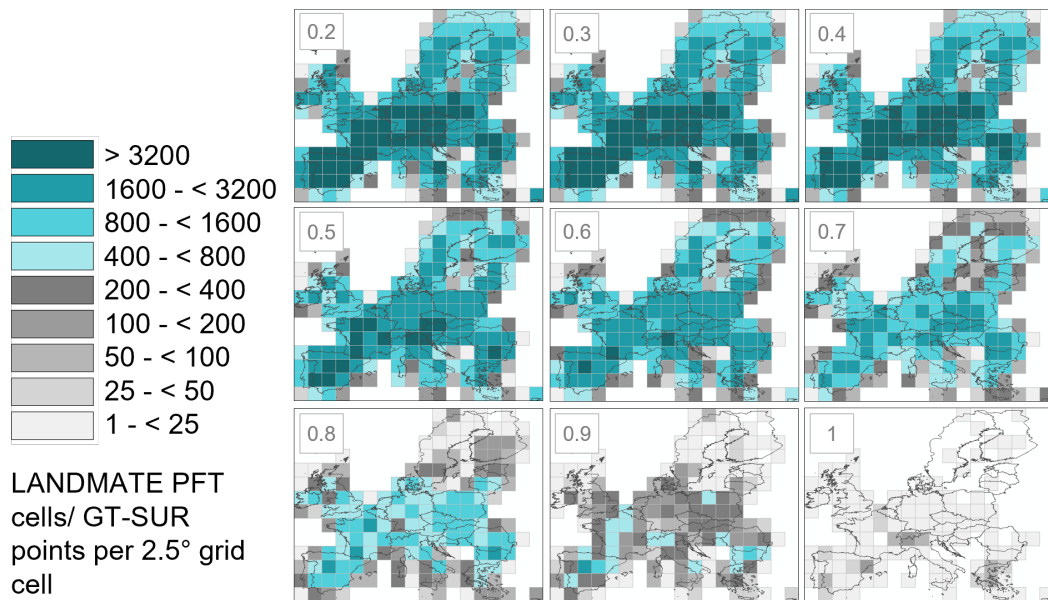 0.2
0.3
0.4
> 3200
1600 - < 3200
800 - < 1600
400 - < 800
200 - < 400
100 - < 200
50 - < 100
25 - < 50
1 - < 25
0.5
0.6
0.7
0.8
0.9
1
LANDMATE PFT
cells/ GT-SUR
points per 2.5° grid
cell